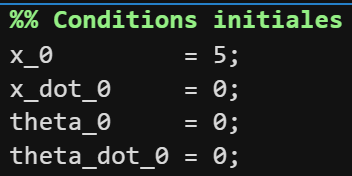 %% Conditions initiales
x_0         = 5;
x_dot_0     = 0;
theta_0     = 0;
theta_dot_0 = 0;